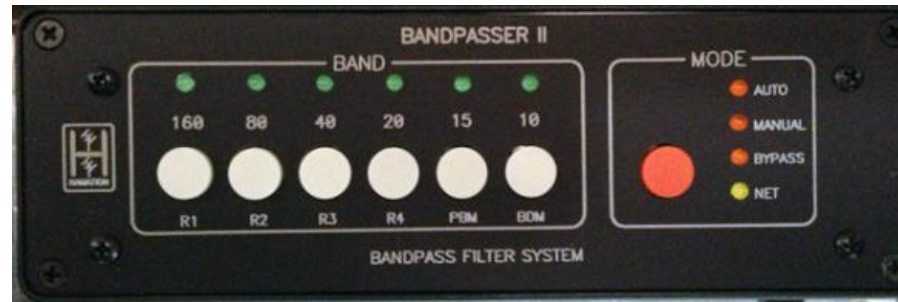 BANDPASSER II
BAND
160 80 40 20 15 10
R1 R2 R3 R4 PBM BDM
MODE
AUTO
MANUAL
BYPASS
NET
HAMATION
BANDPASS FILTER SYSTEM